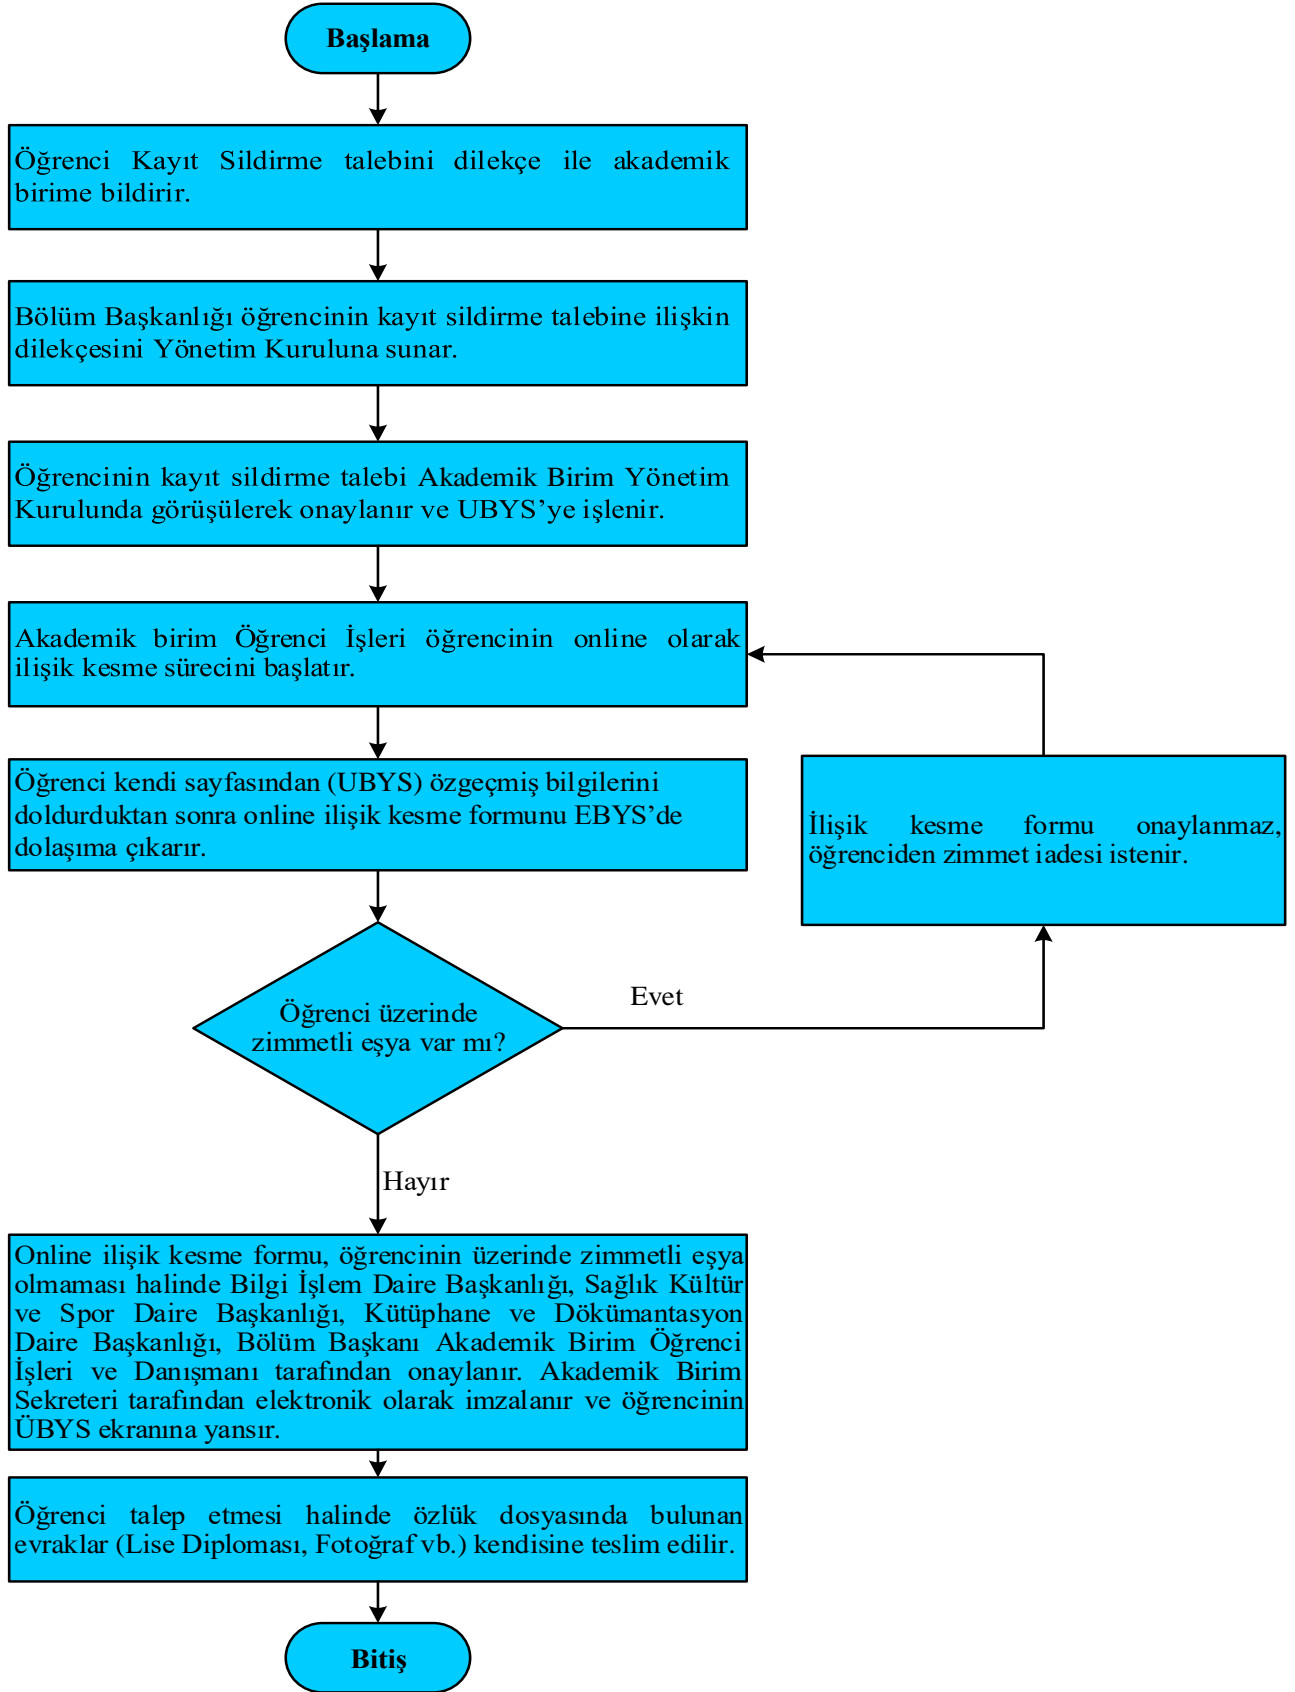 Başlama
Öğrenci Kayıt Sildirme talebini dilekçe ile akademik
birime bildirir.
Bölüm Başkanlığı öğrencinin kayıt sildirme talebine ilişkin
dilekçesini Yönetim Kuruluna sunar.
Öğrencinin kayıt sildirme talebi Akademik Birim Yönetim
Kurulunda görüşülerek onaylanır ve UBYS’ye işlenir.
Akademik birim Öğrenci İşleri öğrencinin online olarak
ilişik kesme sürecini başlatır.
Öğrenci kendi sayfasından (UBYS) özgeçmiş bilgilerini
doldurduktan sonra online ilişik kesme formunu EBYS’de
dolaşıma çıkarır.
İlişik kesme formu onaylanmaz,
öğrenciden zimmet iadesi istenir.
Öğrenci üzerinde
zimmetli eşya var mı?
Evet
Hayır
Online ilişik kesme formu, öğrencinin üzerinde zimmetli eşya
olmaması halinde Bilgi İşlem Daire Başkanlığı, Sağlık Kültür
ve Spor Daire Başkanlığı, Kütüphane ve Dökümantasyon
Daire Başkanlığı, Bölüm Başkanı Akademik Birim Öğrenci
İşleri ve Danışmanı tarafından onaylanır. Akademik Birim
Sekreteri tarafından elektronik olarak imzalanır ve öğrencinin
ÜBYS ekranına yansır.
Öğrenci talep etmesi halinde özlük dosyasında bulunan
evraklar (Lise Diploması, Fotoğraf vb.) kendisine teslim edilir.
Bitiş